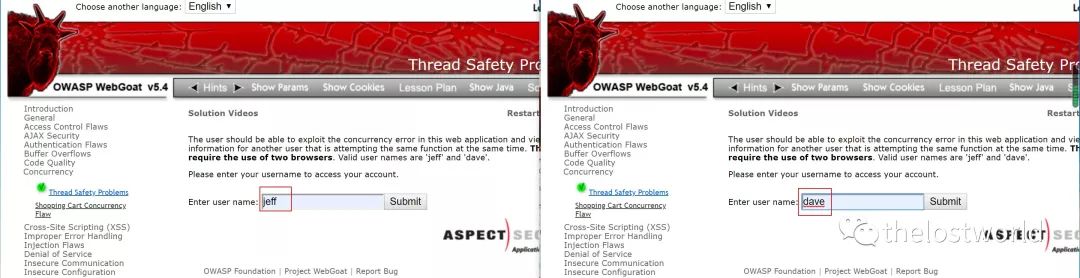 Choose another language: English
Thread Safety Pro
OWASP WebGoat v5.4
Hints Show Params Show Cookies Lesson Plan Show Java
Introduction
General
Access Control Flaws
AJAX Security
Authentication Flaws
Buffer Overflows
Code Quality
Concurrency
Thread Safety Problems
Shopping Cart Concurrency
Flaw
Cross-Site Scripting (XSS)
Improper Error Handling
Injection Flaws
Denial of Service
Insecure Communication
Insecure Configuration
Solution Videos Restart
The user should be able to exploit the concurrency error in this web application and vie
information for another user that is attempting the same function at the same time. Th
require the use of two browsers. Valid user names are 'jeff' and 'dave'.
Please enter your username to access your account.
Enter user name: jeff Submit
ASPECT SEC
Application
OWASP Foundation | Project WebGoat | Report Bug
Choose another language: English
Thread Safety Pro
OWASP WebGoat v5.4
Hints Show Params Show Cookies Lesson Plan Show Java
Introduction
General
Access Control Flaws
AJAX Security
Authentication Flaws
Buffer Overflows
Code Quality
Concurrency
Thread Safety Problems
Shopping Cart Concurrency
Flaw
Cross-Site Scripting (XSS)
Improper Error Handling
Injection Flaws
Denial of Service
Insecure Communication
Insecure Configuration
Solution Videos Restart
The user should be able to exploit the concurrency error in this web application and vie
information for another user that is attempting the same function at the same time. Th
require the use of two browsers. Valid user names are 'jeff' and 'dave'.
Please enter your username to access your account.
Enter user name: dave Submit
thelostworld
ASPECT SEC
Application
OWASP Foundation | Project WebGoat | Report Bug